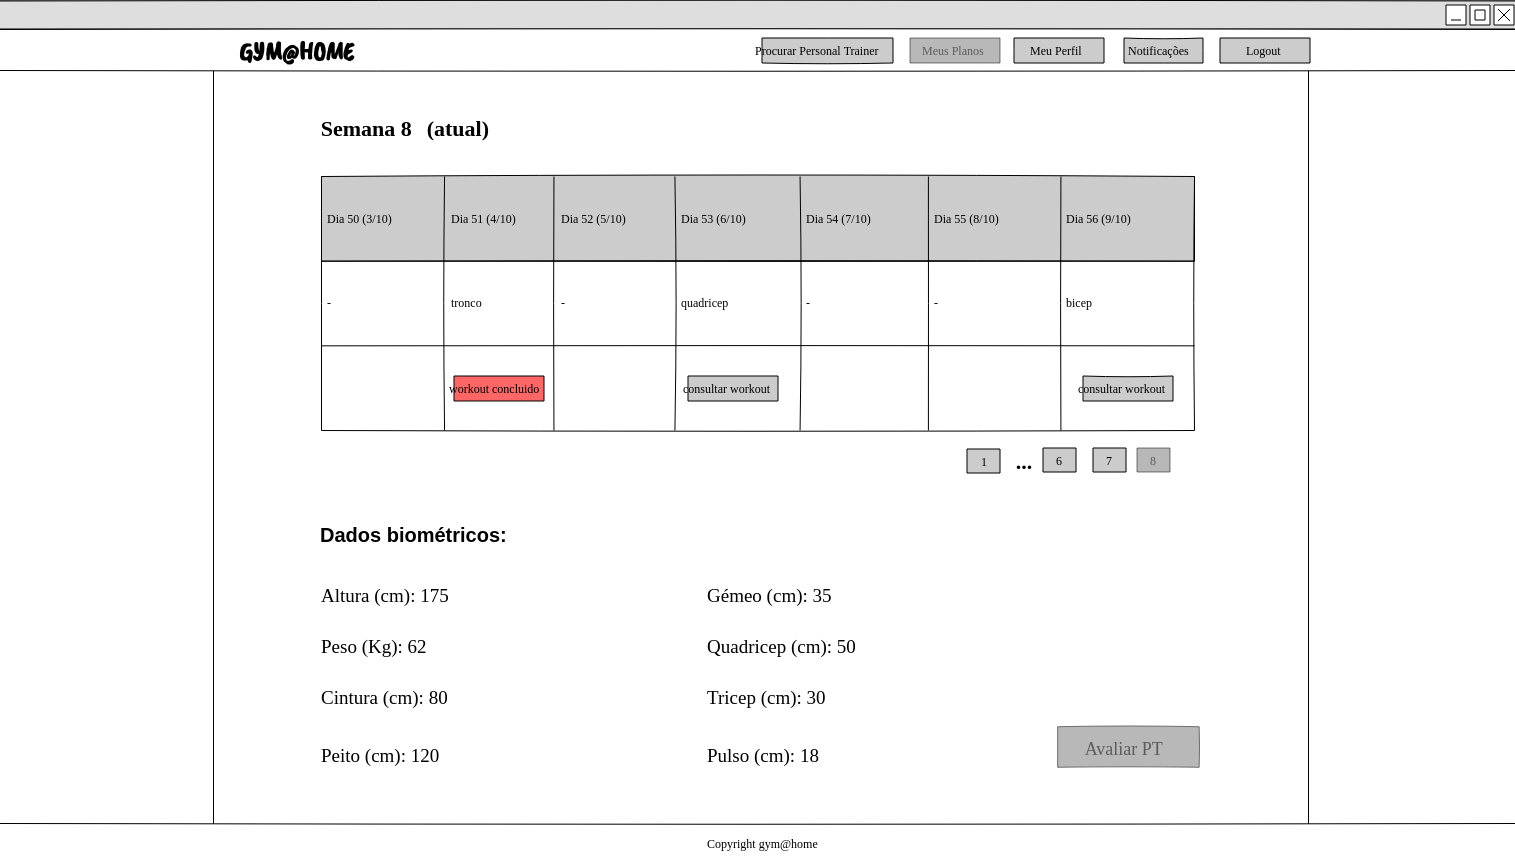 GYM@HOME
Procurar Personal Trainer
Meus Planos
Meu Perfil
Notificações
Logout
Semana 8 (atual)
Dia 50 (3/10)
Dia 51 (4/10)
Dia 52 (5/10)
Dia 53 (6/10)
Dia 54 (7/10)
Dia 55 (8/10)
Dia 56 (9/10)
-
tronco
-
quadricep
-
-
bicep
workout concluido
consultar workout
consultar workout
1
...
6
7
8
Dados biométricos:
Altura (cm): 175
Gémeo (cm): 35
Peso (Kg): 62
Quadricep (cm): 50
Cintura (cm): 80
Tricep (cm): 30
Peito (cm): 120
Pulso (cm): 18
Avaliar PT
Copyright gym@home